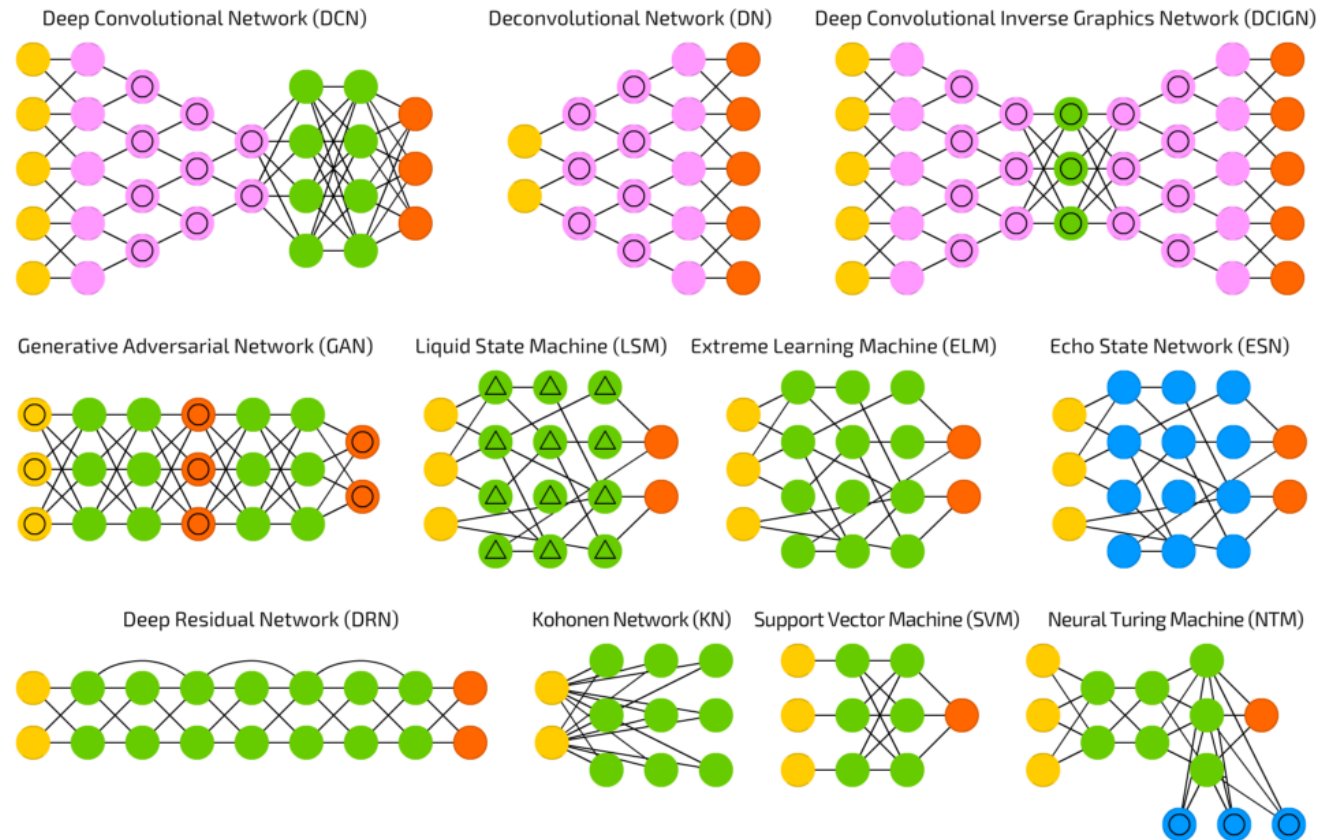 Deep Convolutional Network (DCN)
Deconvolutional Network (DN)
Deep Convolutional Inverse Graphics Network (DCIGN)
Generative Adversarial Network (GAN)
Liquid State Machine (LSM)
Extreme Learning Machine (ELM)
Echo State Network (ESN)
Deep Residual Network (DRN)
Kohonen Network (KN)
Support Vector Machine (SVM)
Neural Turing Machine (NTM)